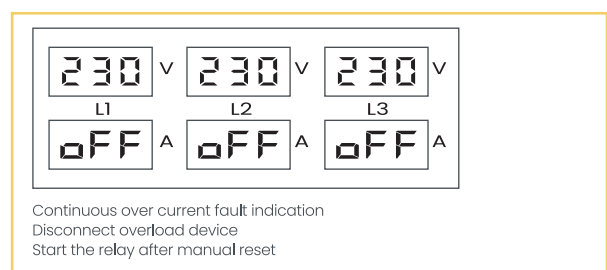 230 V 230 V 230 V
L1 L2 L3
oFF A oFF A oFF A
Continuous over current fault indication
Disconnect overload device
Start the relay after manual reset